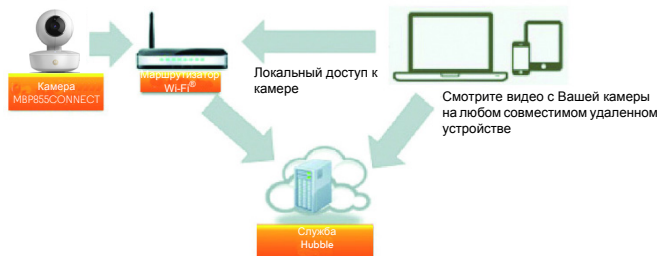 Камера
MBP855CONNECT
Маршрутизатор
Wi-Fi®
Локальный доступ к
камере
Смотрите видео с Вашей камеры
на любом совместимом удаленном
устройстве
Служба
Hubble